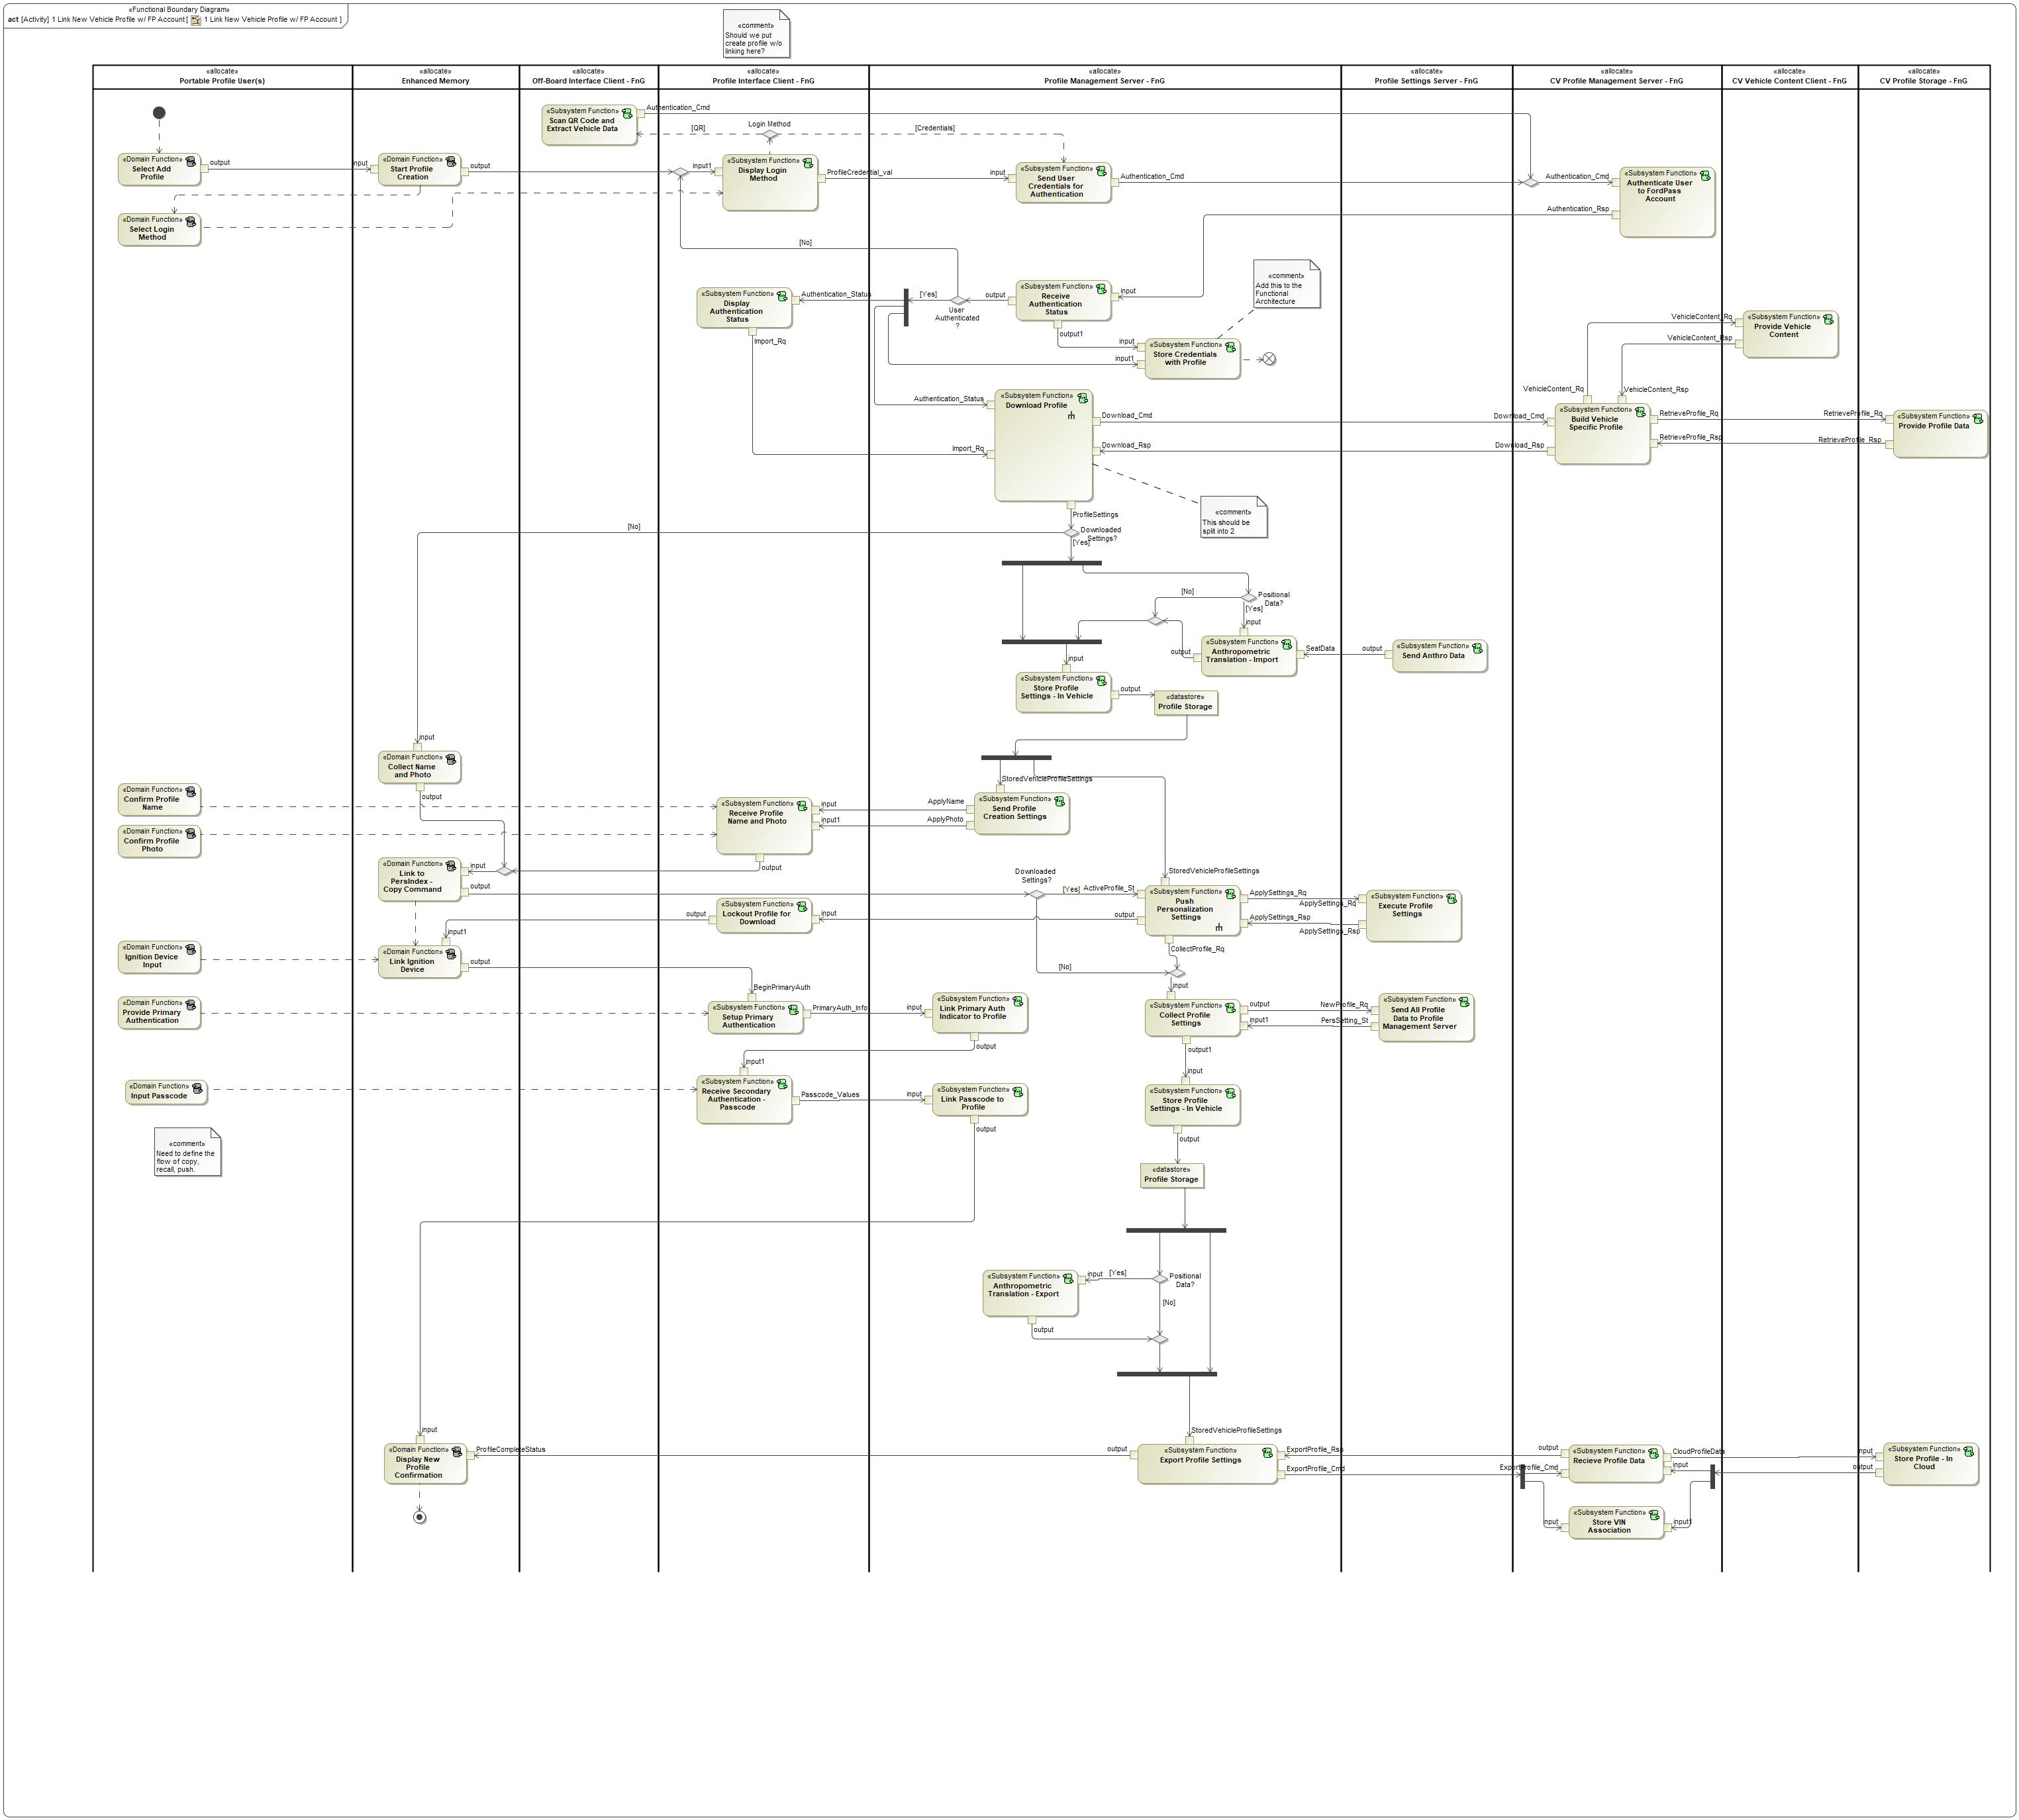 «Functional Boundary Diagram»
act [Activity] 1 Link New Vehicle Profile w/ FP Account [ 1 Link New Vehicle Profile w/ FP Account ]
«comment»
Should we put
create profile w/o
linking here?
«allocate»
Portable Profile User(s)
«allocate»
Enhanced Memory
«allocate»
Off-Board Interface Client - FnG
«allocate»
Profile Interface Client - FnG
«allocate»
Profile Management Server - FnG
«allocate»
Profile Settings Server - FnG
«allocate»
CV Profile Management Server - FnG
«allocate»
CV Vehicle Content Client - FnG
«allocate»
CV Profile Storage - FnG
«Subsystem Function»
Scan QR Code and
Extract Vehicle Data
Authentication_Cmd
[QR]
Login Method
[Credentials]
«Domain Function»
Select Add
Profile
output
input
«Domain Function»
Start Profile
Creation
output
input1
«Subsystem Function»
Display Login
Method
ProfileCredential_val
input
«Subsystem Function»
Send User
Credentials for
Authentication
Authentication_Cmd
Authentication_Cmd
«Subsystem Function»
Authenticate User
to FordPass
Account
Authentication_Rsp
«Domain Function»
Select Login
Method
[No]
«comment»
Add this to the
Functional
Architecture
«Subsystem Function»
Display
Authentication
Status
Authentication_Status
[Yes]
User
Authenticated
?
output
«Subsystem Function»
Receive
Authentication
Status
input
output1
Import_Rq
input
input1
«Subsystem Function»
Store Credentials
with Profile
VehicleContent_Rq
VehicleContent_Rsp
«Subsystem Function»
Provide Vehicle
Content
VehicleContent_Rq
VehicleContent_Rsp
Authentication_Status
Import_Rq
«Subsystem Function»
Download Profile
Download_Cmd
Download_Rsp
Download_Cmd
Download_Rsp
«Subsystem Function»
Build Vehicle
Specific Profile
RetrieveProfile_Rq
RetrieveProfile_Rsp
RetrieveProfile_Rq
RetrieveProfile_Rsp
«Subsystem Function»
Provide Profile Data
«comment»
This should be
split into 2
ProfileSettings
[No]
Downloaded
Settings?
[Yes]
[No]
Positional
Data?
[Yes]
input
output
«Subsystem Function»
Anthropometric
Translation - Import
SeatData
output
«Subsystem Function»
Send Anthro Data
input
«Subsystem Function»
Store Profile
Settings - In Vehicle
output
«datastore»
Profile Storage
input
«Domain Function»
Collect Name
and Photo
output
StoredVehicleProfileSettings
«Domain Function»
Confirm Profile
Name
«Domain Function»
Confirm Profile
Photo
«Subsystem Function»
Receive Profile
Name and Photo
input
input1
ApplyName
ApplyPhoto
«Subsystem Function»
Send Profile
Creation Settings
output
«Domain Function»
Link to
PersIndex -
Copy Command
input
output
Downloaded
Settings?
[Yes]
ActiveProfile_St
StoredVehicleProfileSettings
«Subsystem Function»
Push
Personalization
Settings
ApplySettings_Rq
ApplySettings_Rq
ApplySettings_Rsp
ApplySettings_Rsp
«Subsystem Function»
Execute Profile
Settings
output
«Subsystem Function»
Lockout Profile for
Download
input
output
input1
CollectProfile_Rq
«Domain Function»
Ignition Device
Input
«Domain Function»
Link Ignition
Device
output
[No]
input
BeginPrimaryAuth
«Domain Function»
Provide Primary
Authentication
«Subsystem Function»
Setup Primary
Authentication
PrimaryAuth_Info
input
«Subsystem Function»
Link Primary Auth
Indicator to Profile
output
«Subsystem Function»
Collect Profile
Settings
output
input1
NewProfile_Rq
PersSetting_St
«Subsystem Function»
Send All Profile
Data to Profile
Management Server
output1
input1
input
«Domain Function»
Input Passcode
«Subsystem Function»
Receive Secondary
Authentication -
Passcode
Passcode_Values
input
«Subsystem Function»
Link Passcode to
Profile
output
«Subsystem Function»
Store Profile
Settings - In Vehicle
output
«comment»
Need to define the
flow of copy,
recall, push.
«datastore»
Profile Storage
«Subsystem Function»
Anthropometric
Translation - Export
input
[Yes]
Positional
Data?
[No]
output
input
StoredVehicleProfileSettings
«Domain Function»
Display New
Profile
Confirmation
ProfileCompleteStatus
output
«Subsystem Function»
Export Profile Settings
ExportProfile_Rsp
ExportProfile_Cmd
output
ExportProfile_Cmd
«Subsystem Function»
Recieve Profile Data
CloudProfileData
input
input
output
«Subsystem Function»
Store Profile - In
Cloud
input
«Subsystem Function»
Store VIN
Association
input1